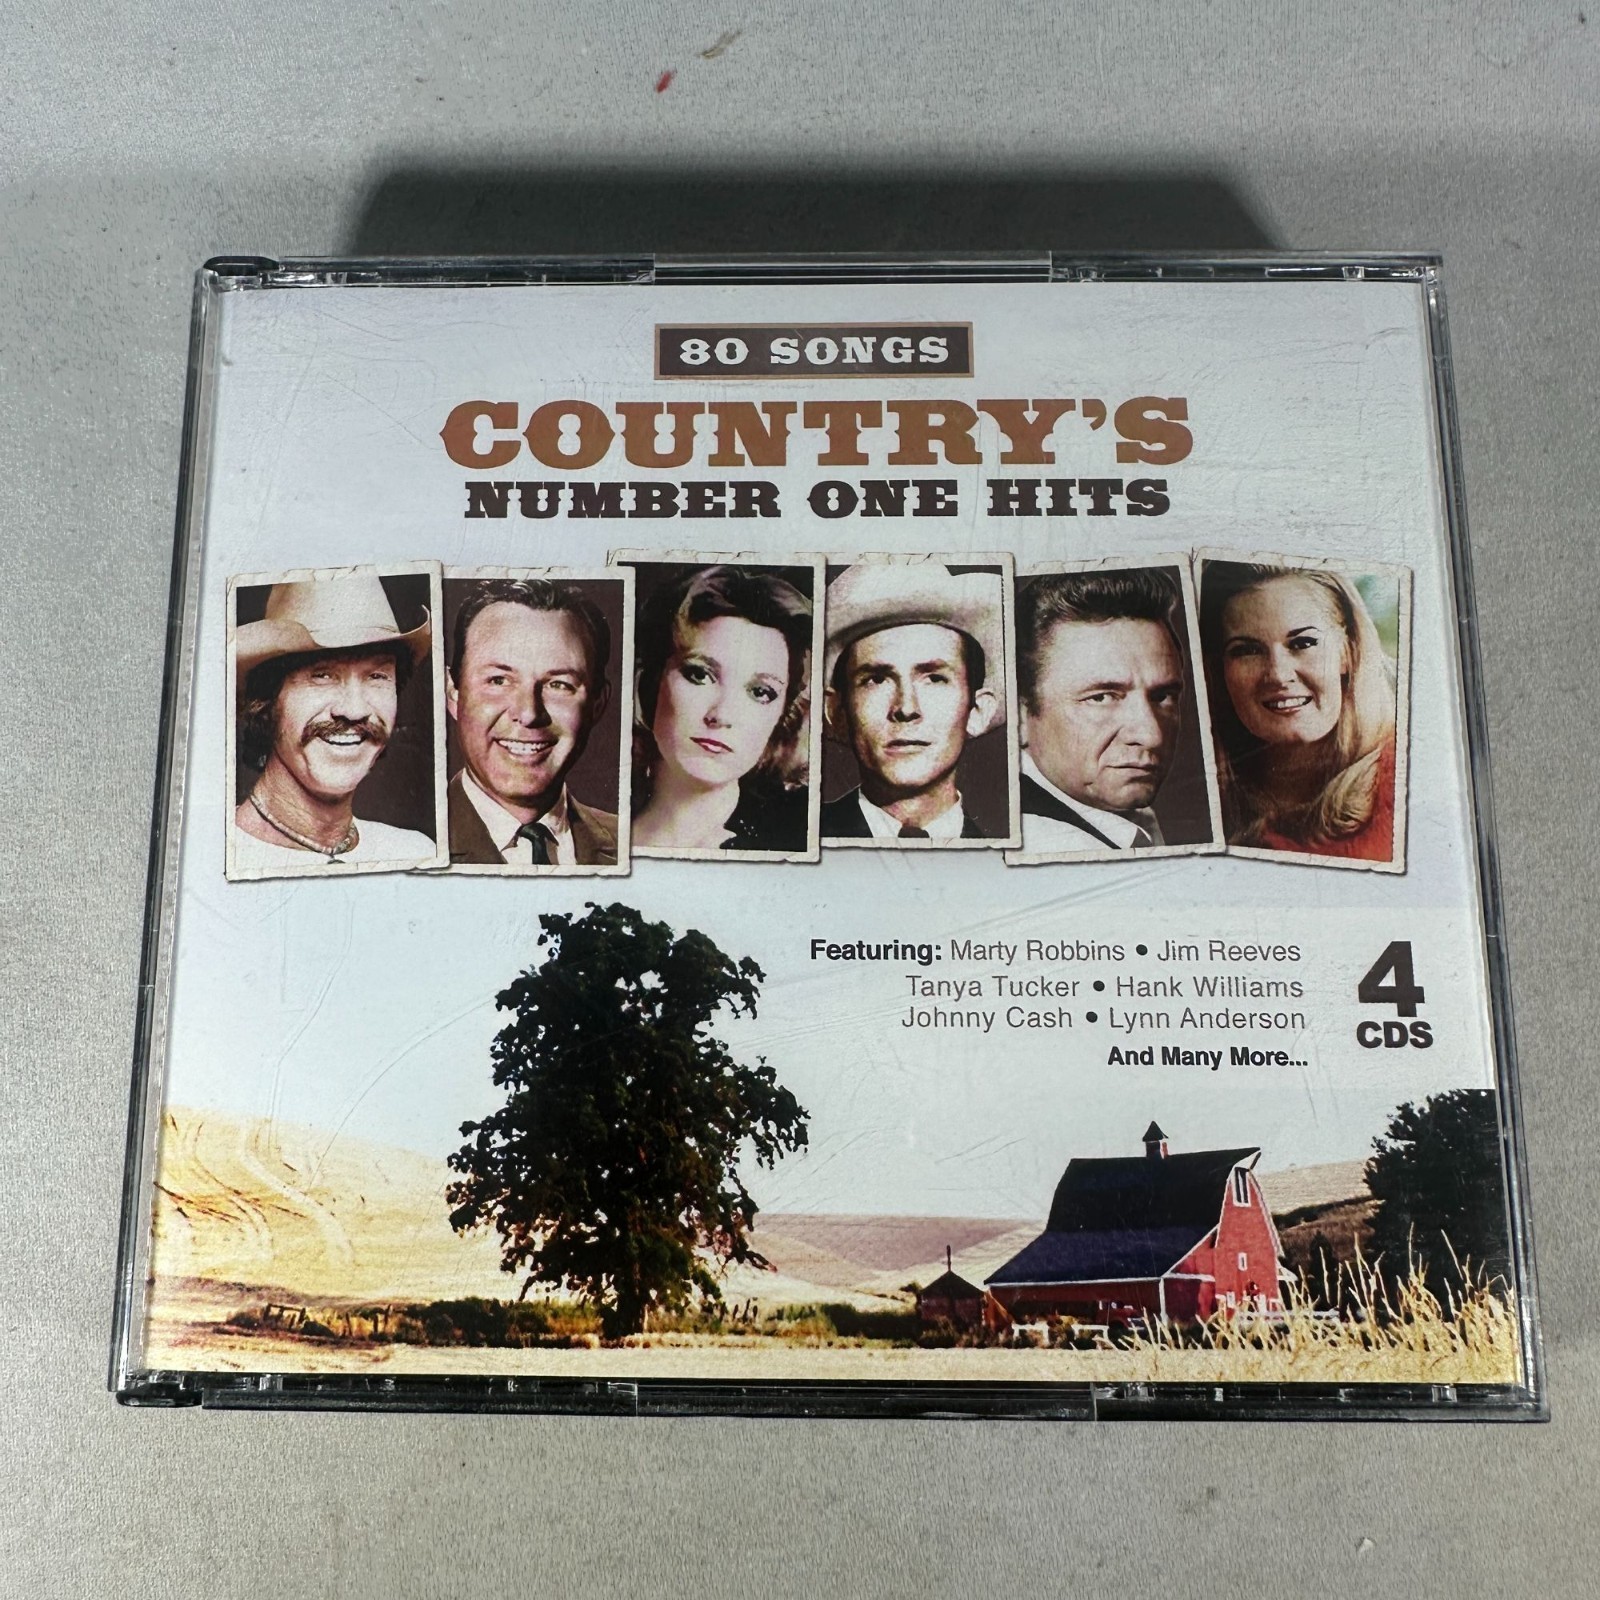 80 SONGS
COUNTRY'S
NUMBER ONE HITS
Featuring: Marty Robbins • Jim Reeves
Tanya Tucker • Hank Williams
Johnny Cash • Lynn Anderson
And Many More...
4
CDS